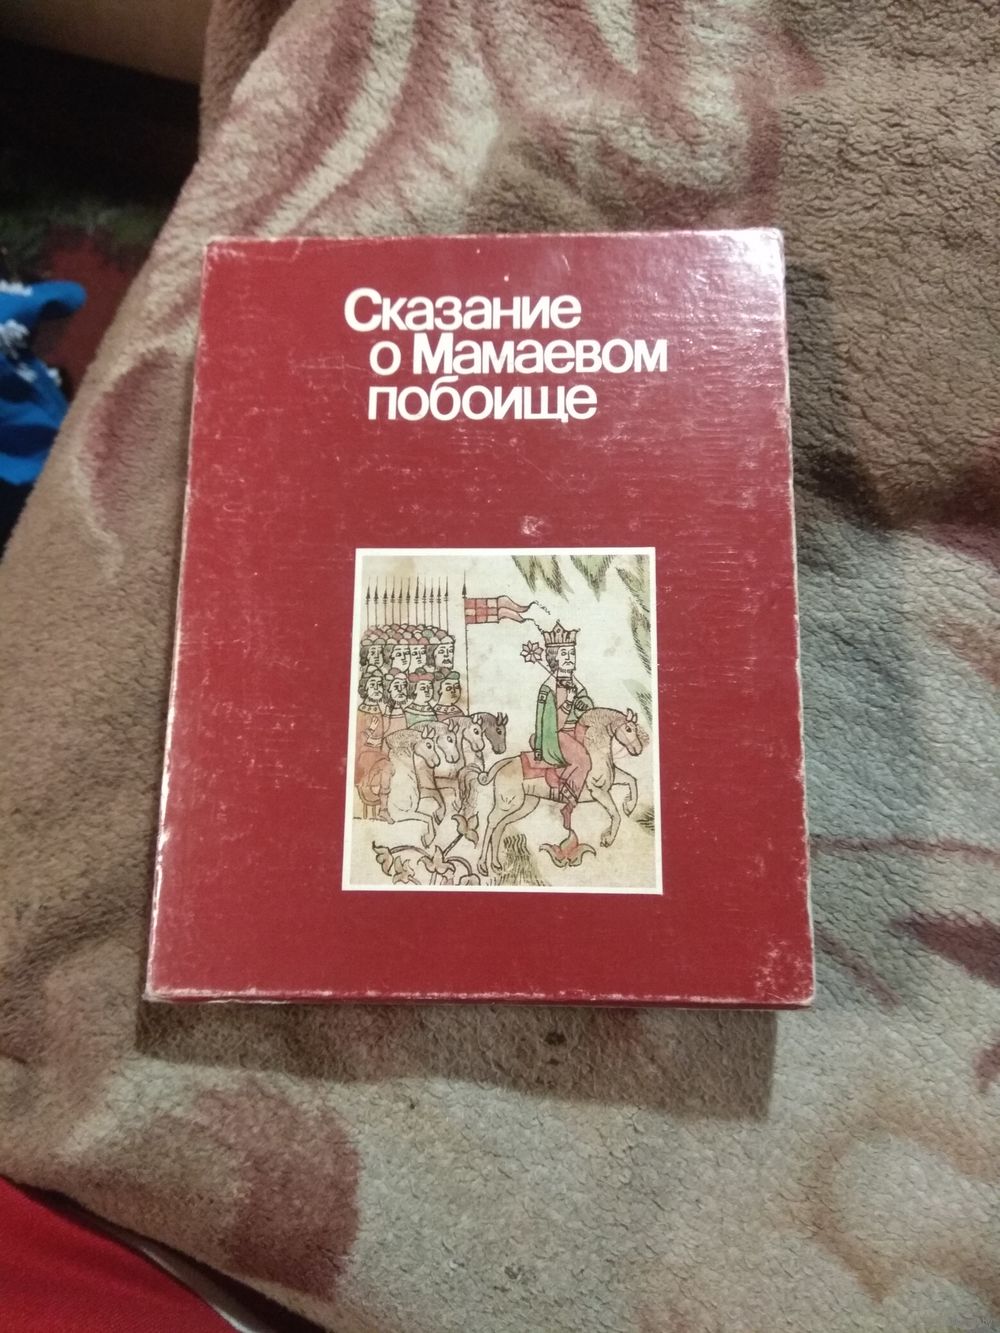 Сказание
о Мамаевом
побоище